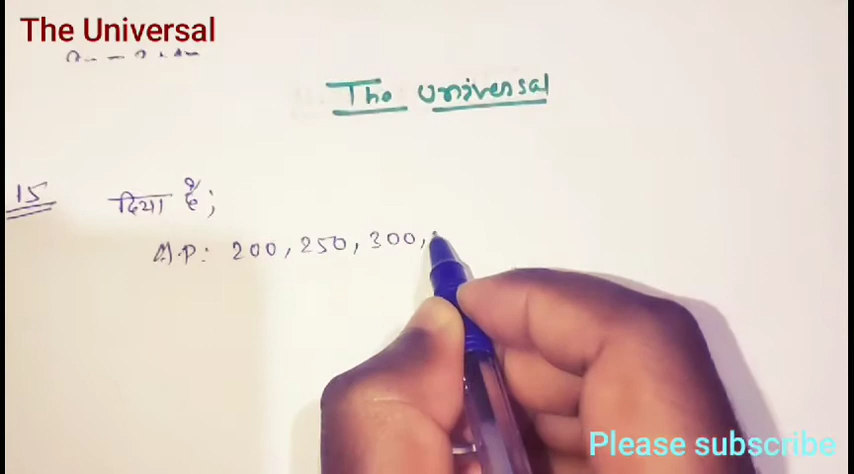 The Universal
The Universal
15 दिया है;
A.P: 200, 250, 300,
Please subscribe